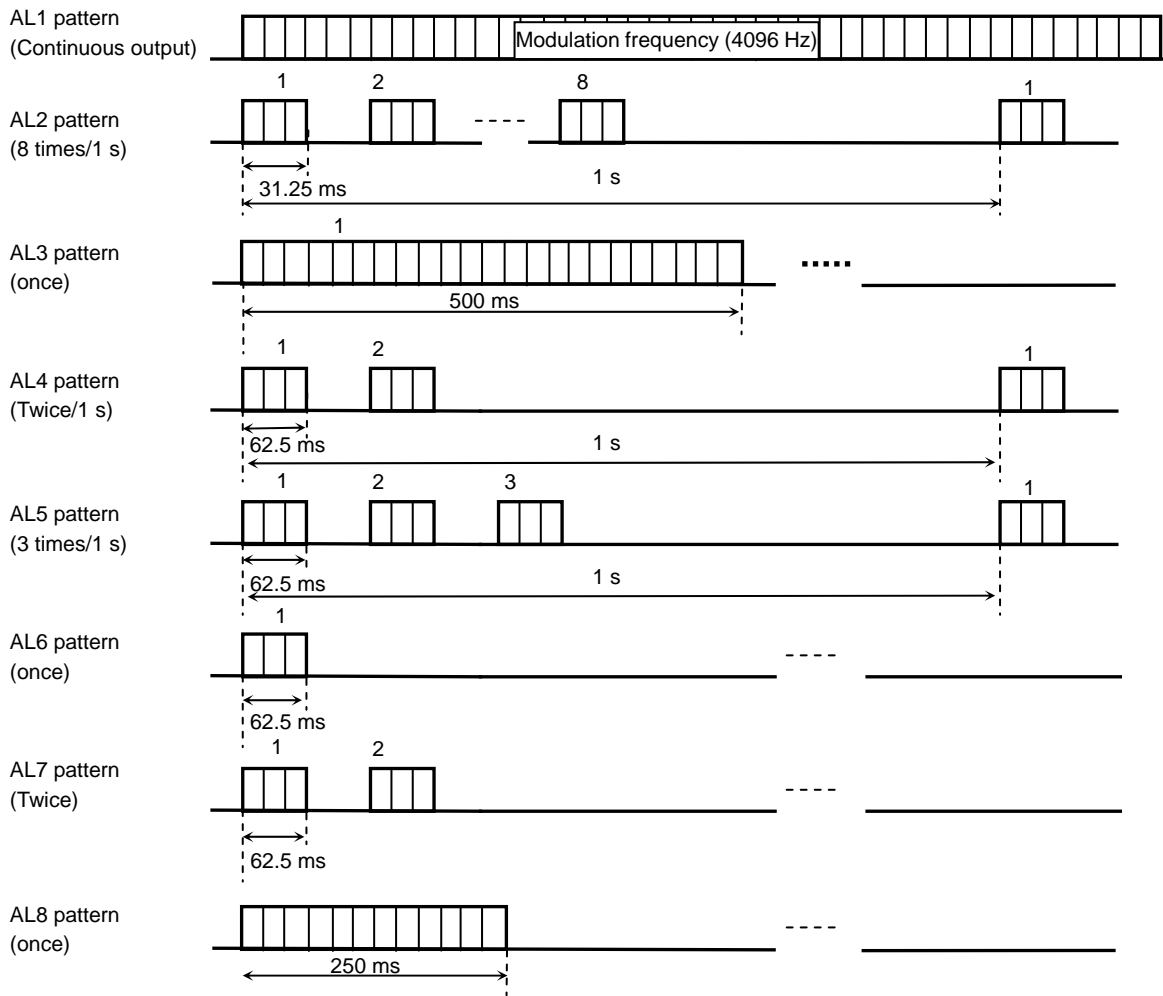 AL1 pattern
(Continuous output)
Modulation frequency (4096 Hz)
1 2 8 1
AL2 pattern
(8 times/1 s)
31.25 ms
1 s
1
AL3 pattern
(once)
500 ms
1 2 1
AL4 pattern
(Twice/1 s)
62.5 ms
1 s
1 2 3 1
AL5 pattern
(3 times/1 s)
62.5 ms
1 s
1
AL6 pattern
(once)
62.5 ms
1 2
AL7 pattern
(Twice)
62.5 ms
AL8 pattern
(once)
250 ms